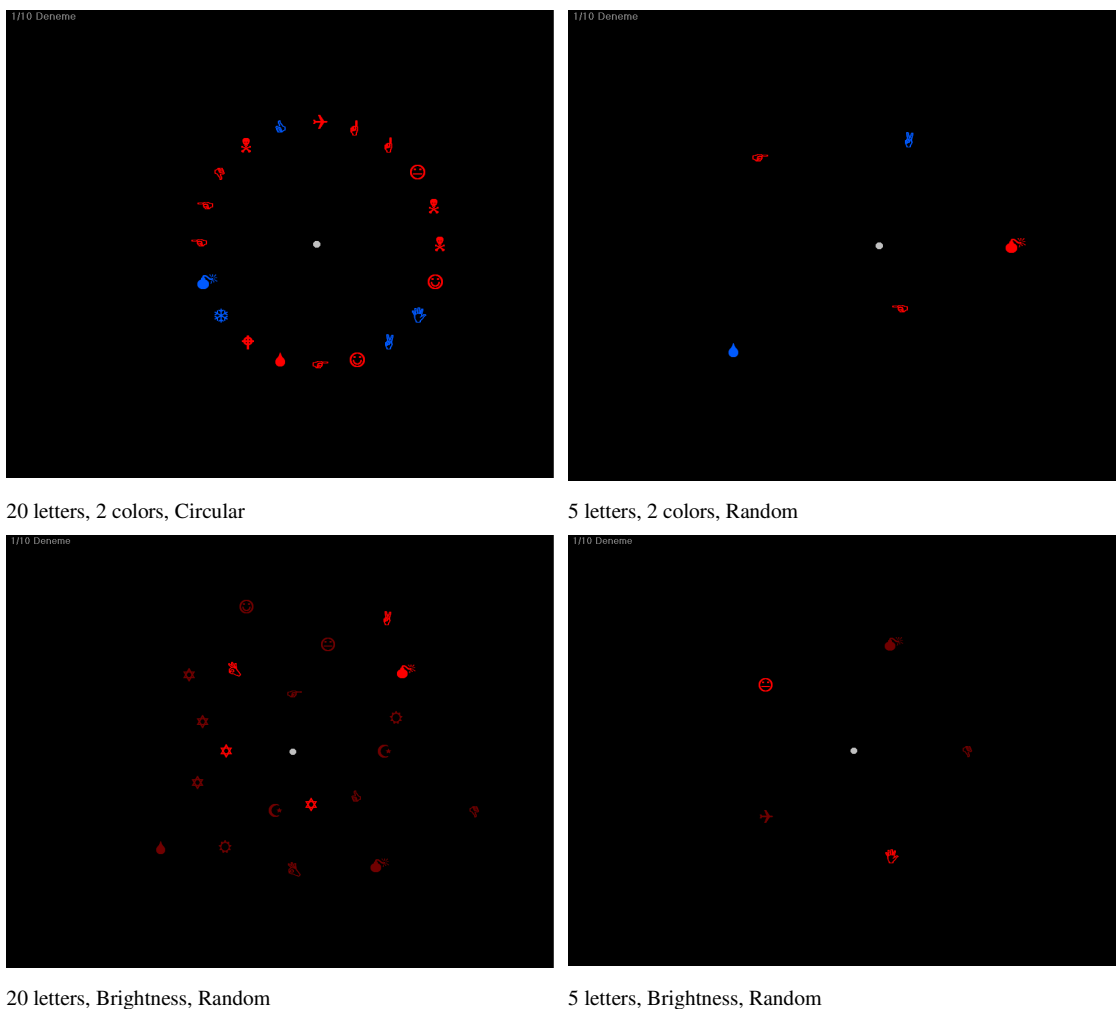 1/10 Deneme
1/10 Deneme
20 letters, 2 colors, Circular
5 letters, 2 colors, Random
1/10 Deneme
1/10 Deneme
20 letters, Brightness, Random
5 letters, Brightness, Random